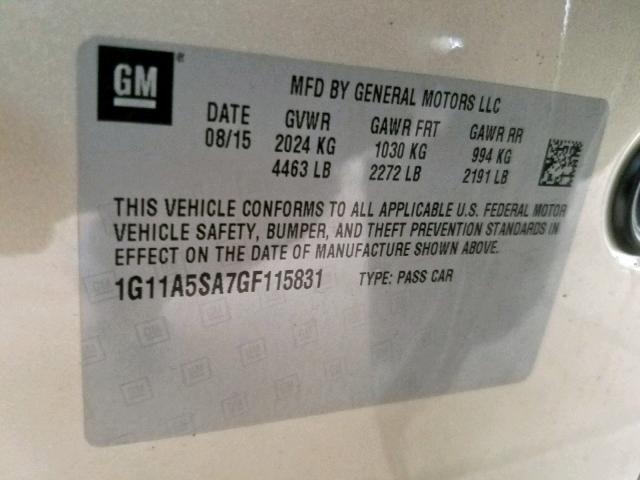 GM
MFD BY GENERAL MOTORS LLC
DATE GVWR GAWR FRT GAWR RR
08/15 2024 KG 1030 KG 994 KG
4463 LB 2272 LB 2191 LB
THIS VEHICLE CONFORMS TO ALL APPLICABLE U.S. FEDERAL MOTOR
VEHICLE SAFETY, BUMPER, AND THEFT PREVENTION STANDARDS IN
EFFECT ON THE DATE OF MANUFACTURE SHOWN ABOVE.
1G11A5SA7GF115831 TYPE: PASS CAR